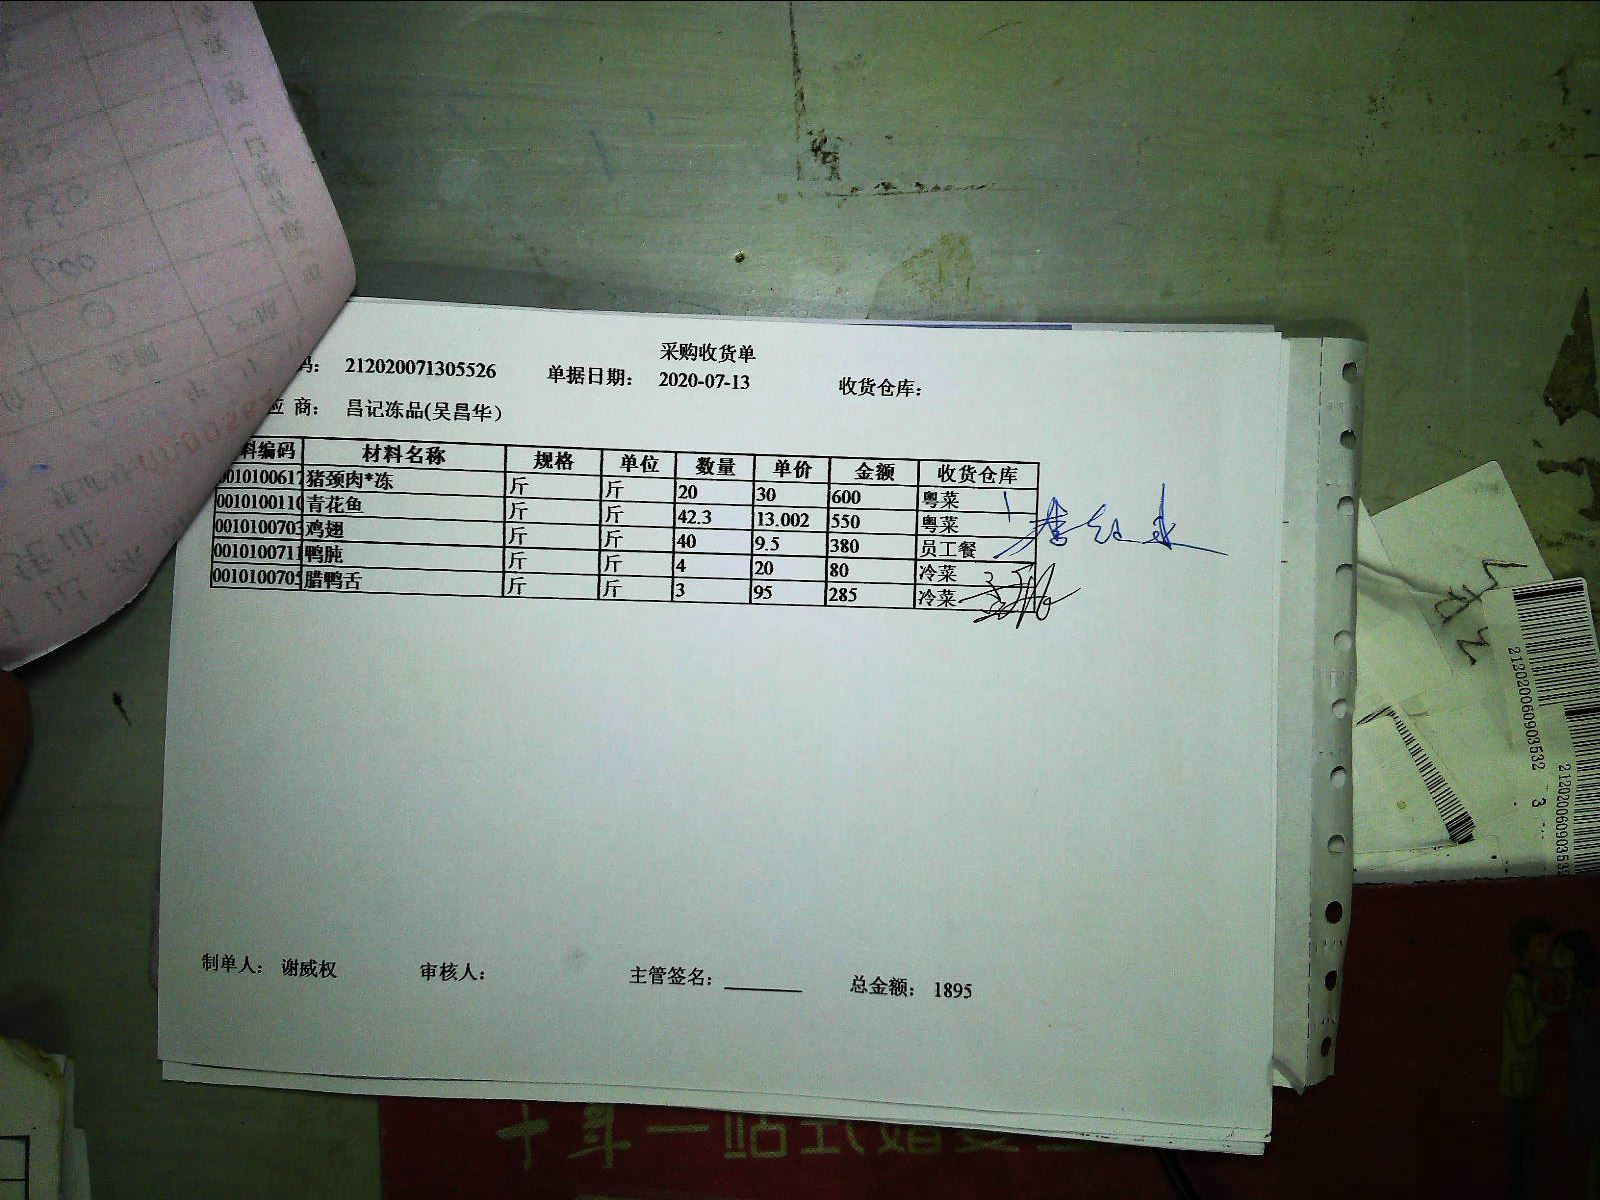 采购收货单
码： 212020071305526 单据日期： 2020-07-13 收货仓库：
应 商： 昌记冻品(吴昌华）
料编码 材料名称 规格 单位 数量 单价 金额 收货仓库
0010100617 猪颈肉*冻 斤 斤 20 30 600 粤菜
0010100110 青花鱼 斤 斤 42.3 13.002 550 粤菜
0010100703 鸡翅 斤 斤 40 9.5 380 员工餐
0010100711 鸭肫 斤 斤 4 20 80 冷菜
0010100705 腊鸭舌 斤 斤 3 95 285 冷菜
制单人： 谢威权 审核人： 主管签名： 总金额： 1895
212020060903532
3
212020060903532